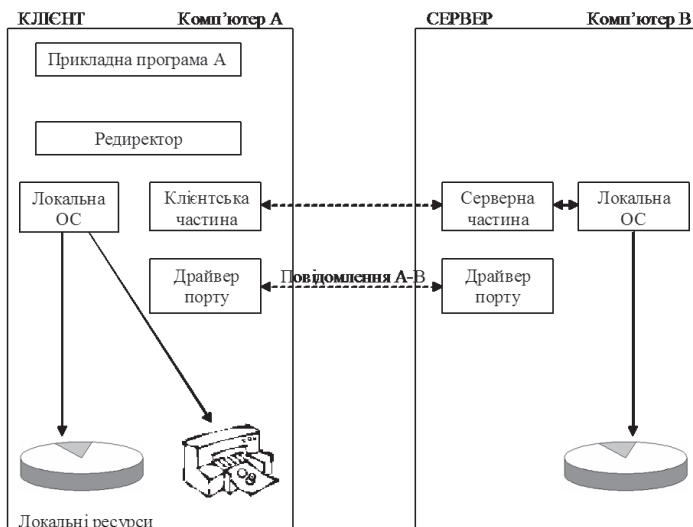 КЛІЄНТ Комп’ютер А СЕРВЕР Комп’ютер В
Прикладна програма А
Редиректор
Локальна ОС
Клієнтська частина
Серверна частина
Локальна ОС
Драйвер порту
Повідомлення А-В
Драйвер порту
Локальні ресурси